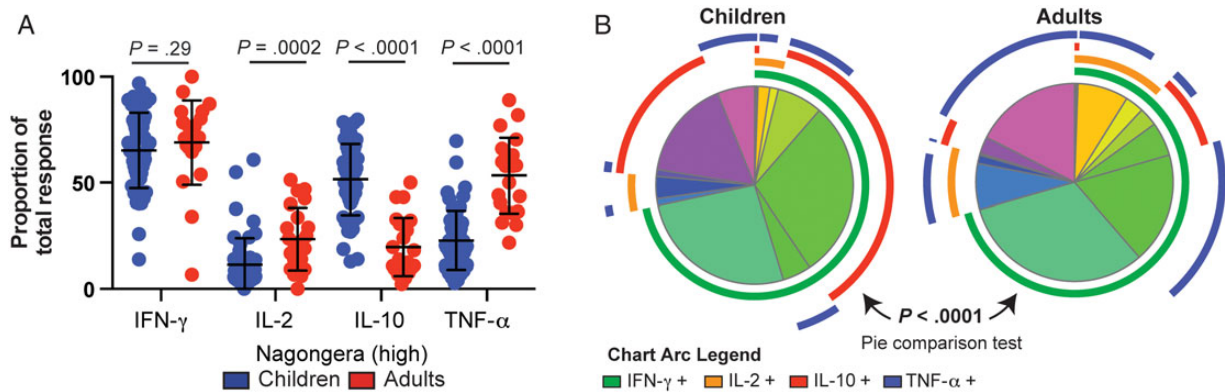 A
P = .29
P = .0002
P < .0001
P < .0001
Proportion of
total response
100
50
0
IFN-γ
IL-2
IL-10
TNF-α
Nagongera (high)
Children
Adults
B
Children
Adults
P < .0001
Pie comparison test
Chart Arc Legend
IFN-γ +
IL-2 +
IL-10 +
TNF-α +